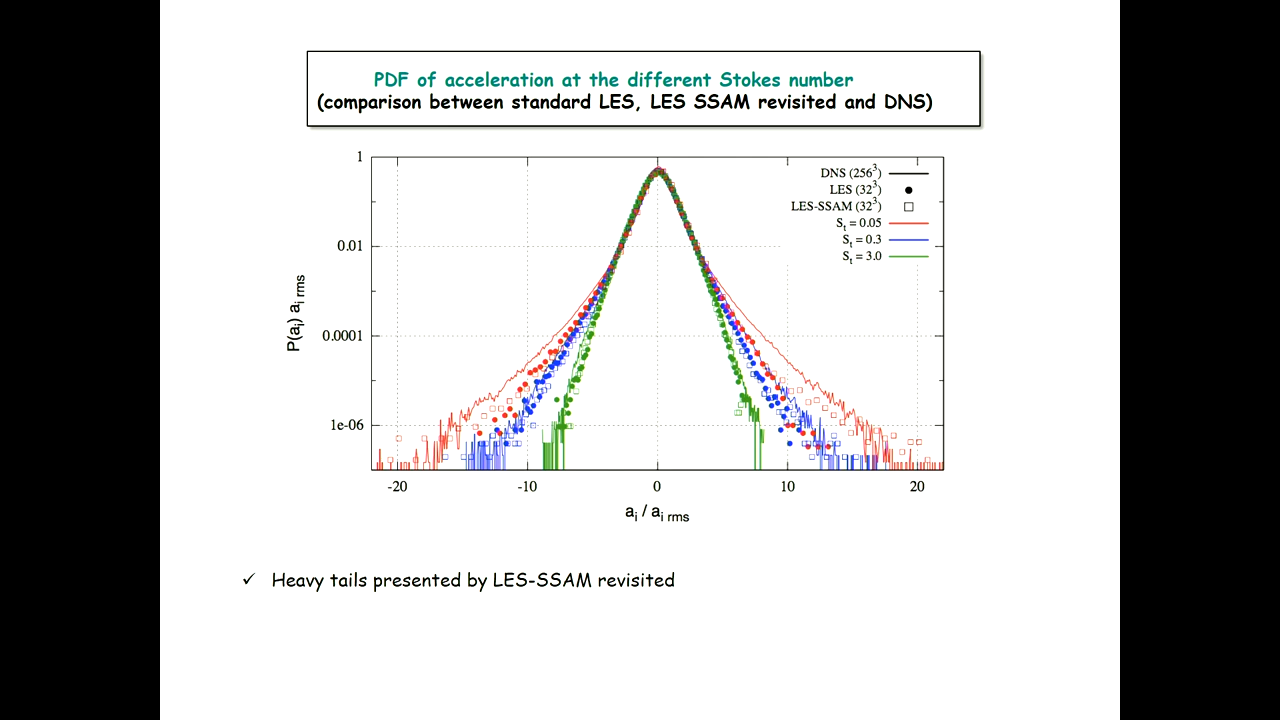 PDF of acceleration at the different Stokes number
(comparison between standard LES, LES SSAM revisited and DNS)
1
0.01
0.0001
1e-06
P(aᵢ) aᵢ rms
DNS (256³)
LES (32³)
LES-SSAM (32³)
Sₜ = 0.05
Sₜ = 0.3
Sₜ = 3.0
-20 -10 0 10 20
aᵢ / aᵢ rms
✓ Heavy tails presented by LES-SSAM revisited